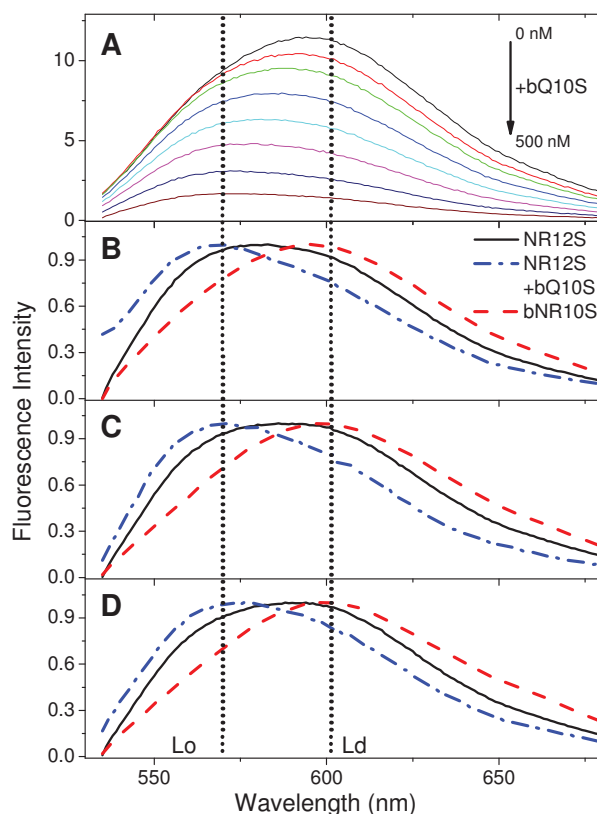 A
10
5
0
0 nM
+bQ10S
500 nM
B
0.9
0.6
0.3
0.0
NR12S
NR12S
+bQ10S
bNR10S
C
0.9
0.6
0.3
0.0
D
0.9
0.6
0.3
0.0
Lo
Ld
550
600
650
Wavelength (nm)
Fluorescence Intensity